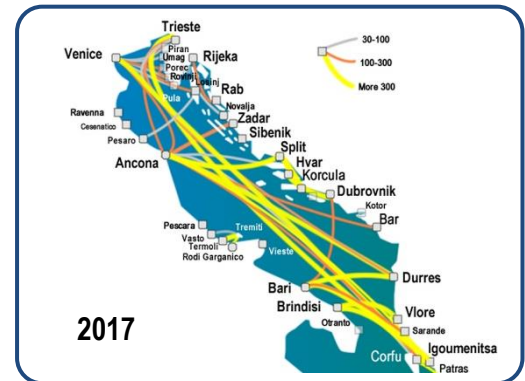 Trieste
30-100
100-300
More 300
Venice
Piran
Umag
Porec
Rovinj
Losinj
Rijeka
Pula
Rab
Novalja
Zadar
Sibenik
Ravenna
Cesenatico
Pesaro
Ancona
Split
Hvar
Korcula
Dubrovnik
Kotor
Bar
Pescara
Vasto
Termoli
Tremiti
Rodi Garganico
Vieste
Bari
Durres
Brindisi
Otranto
Vlore
Sarande
Corfu
Igoumenitsa
Patras
2017